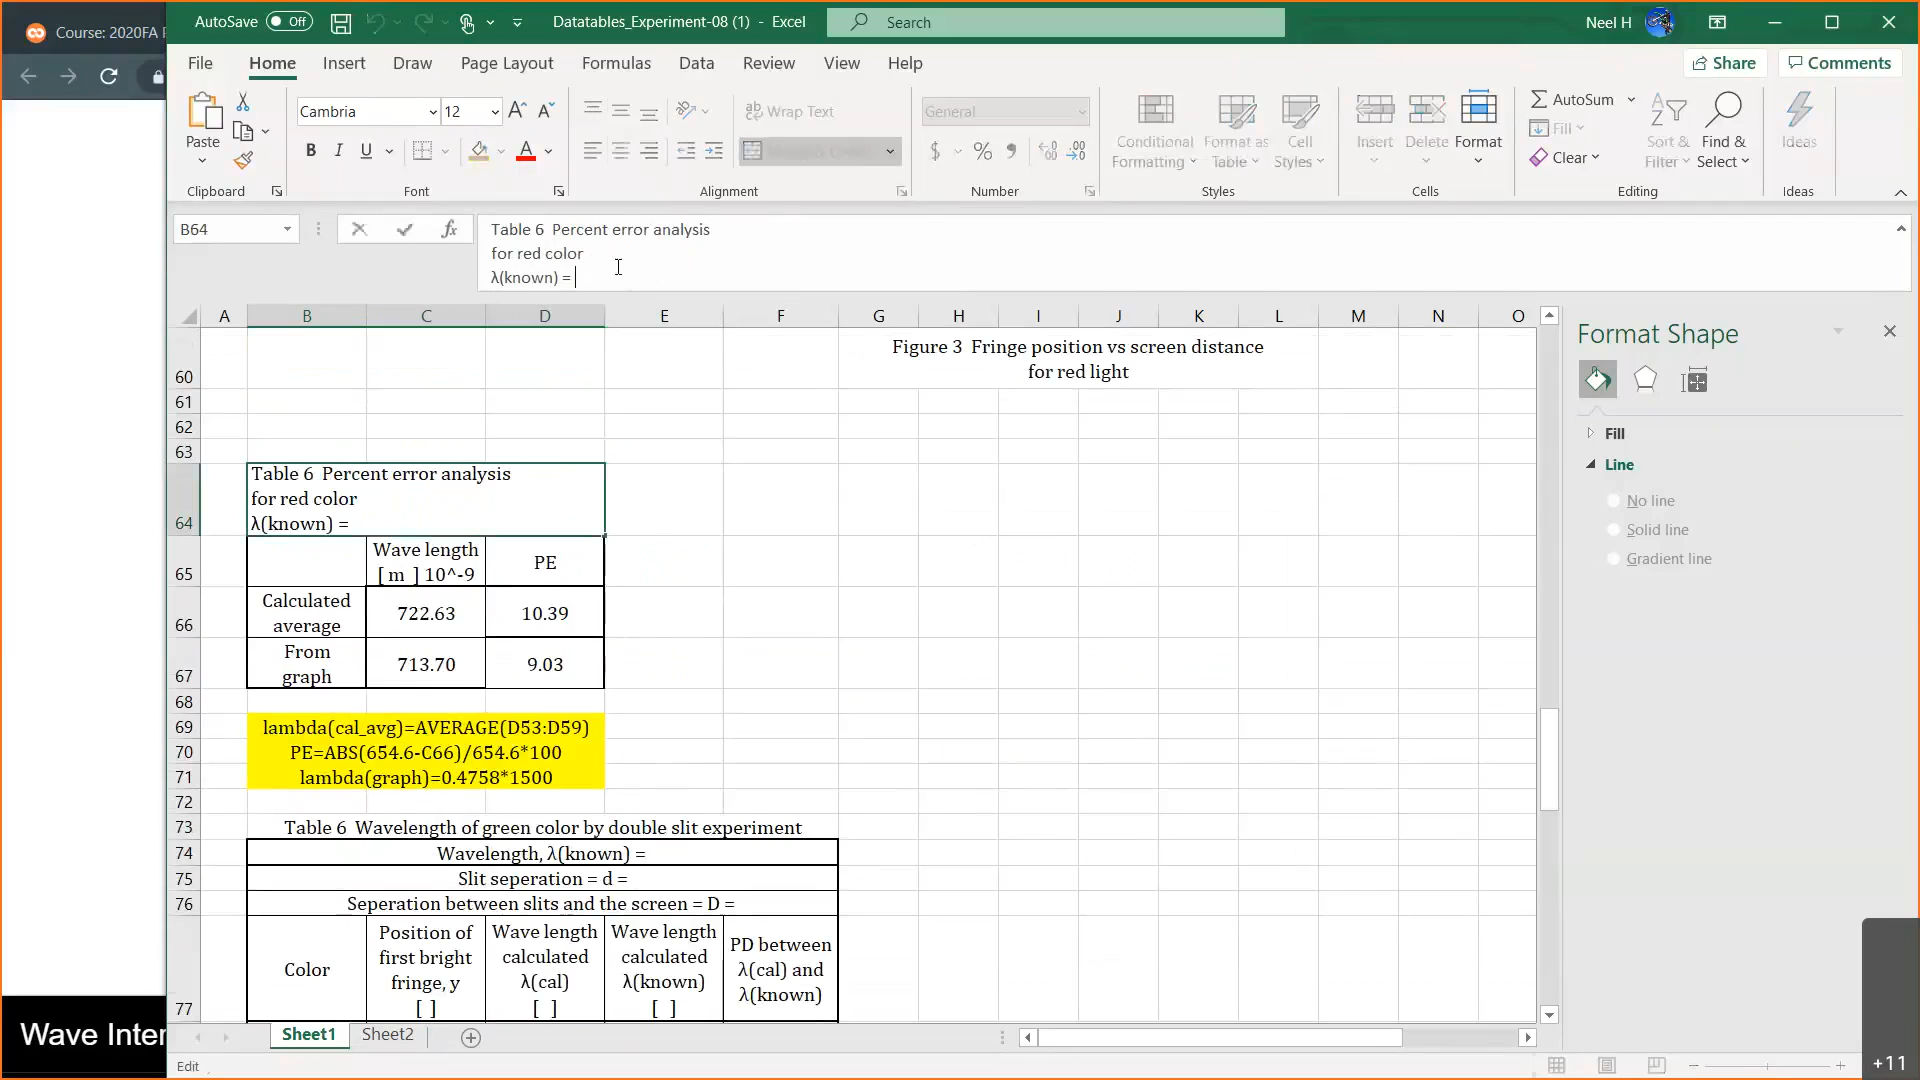 Course: 2020FA
AutoSave
Off
Datatables_Experiment-08 (1) - Excel
Search
Neel H
File
Home
Insert
Draw
Page Layout
Formulas
Data
Review
View
Help
Share
Comments
Paste
Clipboard
Cambria
12
B I U
Font
Wrap Text
Alignment
General
$ % 9
Number
Conditional
Formatting
Format as
Table
Cell
Styles
Styles
Insert
Delete
Format
Cells
AutoSum
Fill
Clear
Sort &
Filter
Find &
Select
Editing
Ideas
Ideas
B64
fx
Table 6 Percent error analysis
for red color
λ(known) =
A B C D E F G H I J K L M N O
60
Figure 3 Fringe position vs screen distance
for red light
61
62
63
64
Table 6 Percent error analysis
for red color
λ(known) =
65
Wave length
[ m ] 10^-9
PE
66
Calculated
average
722.63
10.39
67
From
graph
713.70
9.03
68
69
lambda(cal_avg)=AVERAGE(D53:D59)
70
PE=ABS(654.6-C66)/654.6*100
71
lambda(graph)=0.4758*1500
72
73
Table 6 Wavelength of green color by double slit experiment
74
Wavelength, λ(known) =
75
Slit seperation = d =
76
Seperation between slits and the screen = D =
77
Color
Position of
first bright
fringe, y
[ ]
Wave length
calculated
λ(cal)
[ ]
Wave length
calculated
λ(known)
[ ]
PD between
λ(cal) and
λ(known)
Format Shape
Fill
Line
No line
Solid line
Gradient line
Wave Inter
Sheet1
Sheet2
Edit
+11